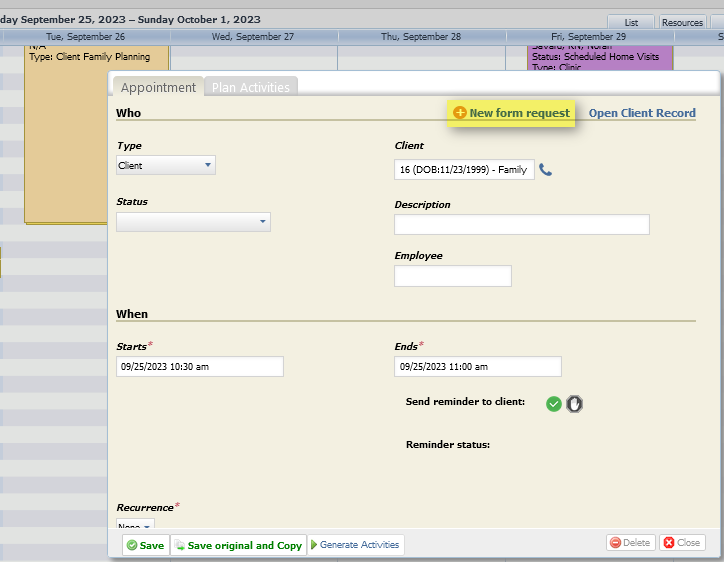 day September 25, 2023 – Sunday October 1, 2023
List
Resources
Tue, September 26
Wed, September 27
Thu, September 28
Fri, September 29
S
N/A
Type: Client Family Planning
Savard, RN, Norah
Status: Scheduled Home Visits
Type: Clinic
Appointment
Plan Activities
Who
New form request
Open Client Record
Type
Client
Client
16 (DOB:11/23/1999) - Family
Status
Description
Employee
When
Starts*
Ends*
09/25/2023 10:30 am
09/25/2023 11:00 am
Send reminder to client:
Reminder status:
Recurrence*
None
Save
Save original and Copy
Generate Activities
Delete
Close